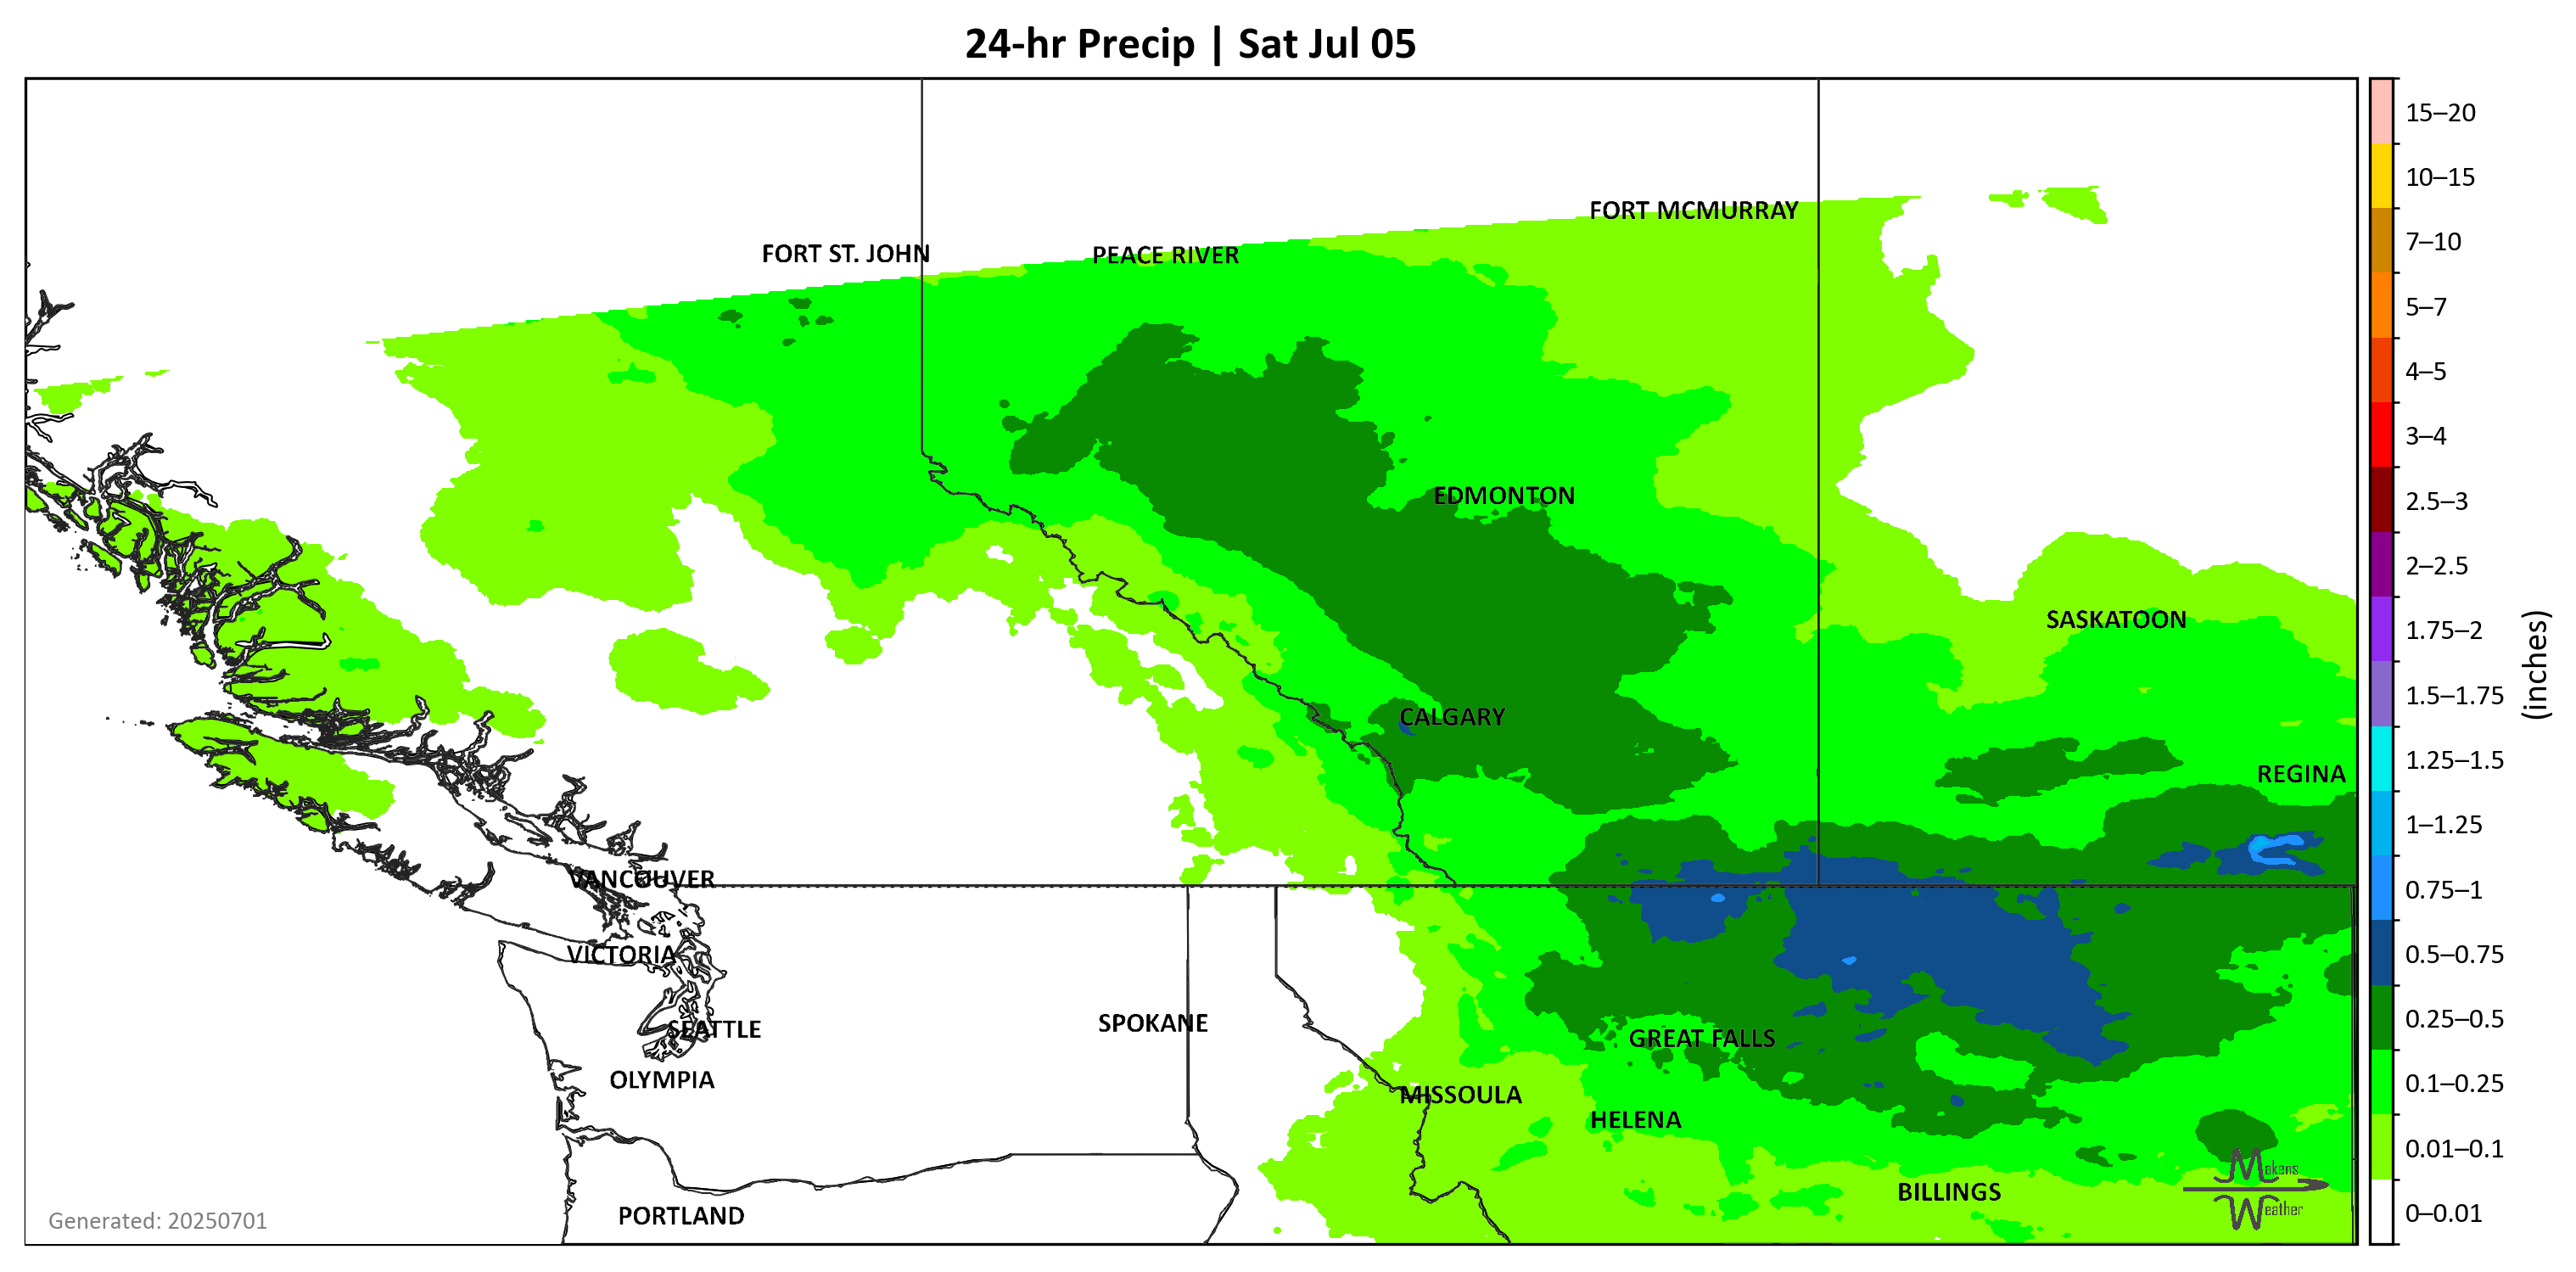 24-hr Precip | Sat Jul 05
FORT MCMURRAY
FORT ST. JOHN
PEACE RIVER
EDMONTON
SASKATOON
CALGARY
REGINA
VANCOUVER
VICTORIA
SPOKANE
SEATTLE
GREAT FALLS
OLYMPIA
MISSOULA
HELENA
BILLINGS
PORTLAND
Makens
Weather
Generated: 20250701
15–20
10–15
7–10
5–7
4–5
3–4
2.5–3
2–2.5
1.75–2
1.5–1.75
1.25–1.5
1–1.25
0.75–1
0.5–0.75
0.25–0.5
0.1–0.25
0.01–0.1
0–0.01
(inches)